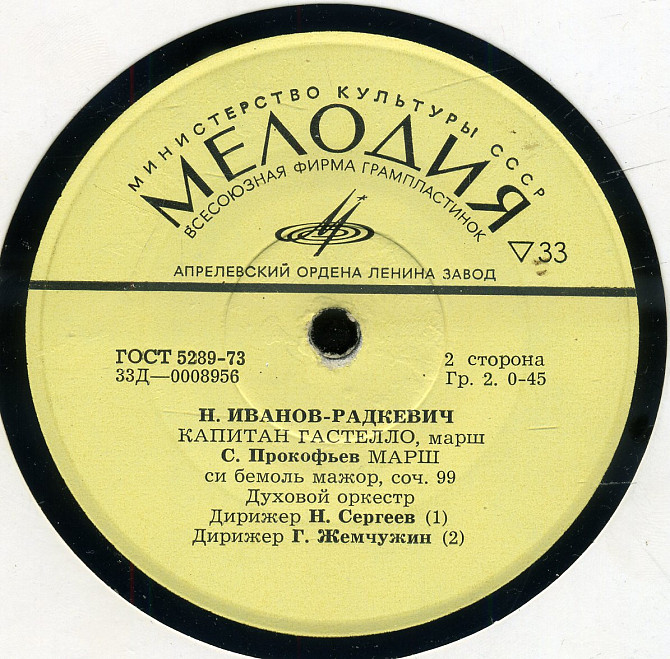 МИНИСТЕРСТВО КУЛЬТУРЫ СССР
МЕЛОДИЯ
ВСЕСОЮЗНАЯ ФИРМА ГРАМПЛАСТИНОК
▽33
АПРЕЛЕВСКИЙ ОРДЕНА ЛЕНИНА ЗАВОД
ГОСТ 5289-73
2 сторона
33Д—0008956
Гр. 2. 0-45
Н. ИВАНОВ-РАДКЕВИЧ
КАПИТАН ГАСТЕЛЛО, марш
С. Прокофьев МАРШ
си бемоль мажор, соч. 99
Духовой оркестр
Дирижер Н. Сергеев (1)
Дирижер Г. Жемчужин (2)